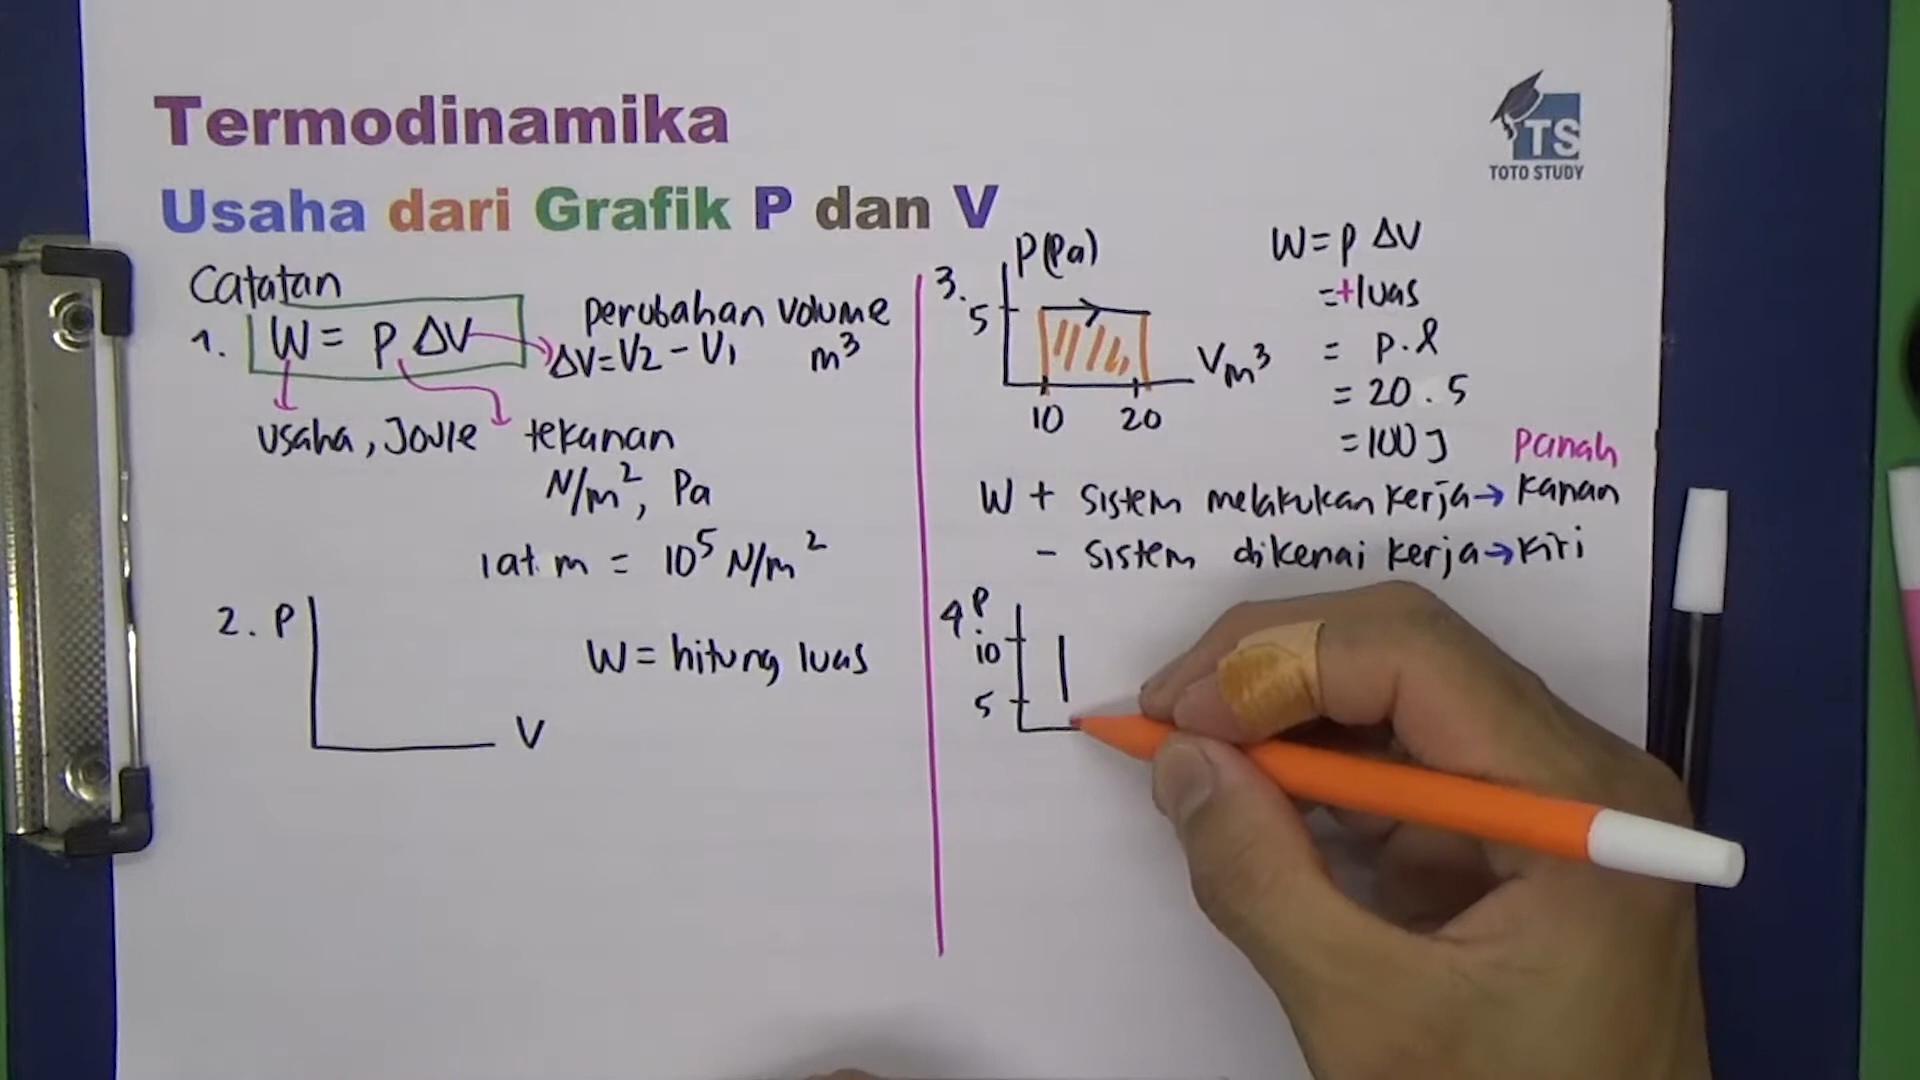 Termodinamika
Usaha dari Grafik P dan V
TS
TOTO STUDY
Catatan
1. W = P ΔV
perubahan volume
ΔV = V2 - V1 m³
usaha, Joule
tekanan
N/m², Pa
1 at m = 10⁵ N/m²
2. P
V
W = hitung luas
3.
P(Pa)
5
V m³
10 20
W = P ΔV
= + luas
= p.l
= 20 . 5
= 100 J
panah
W + sistem melakukan kerja → kanan
- sistem dikenai kerja → kiri
4. P
10
5